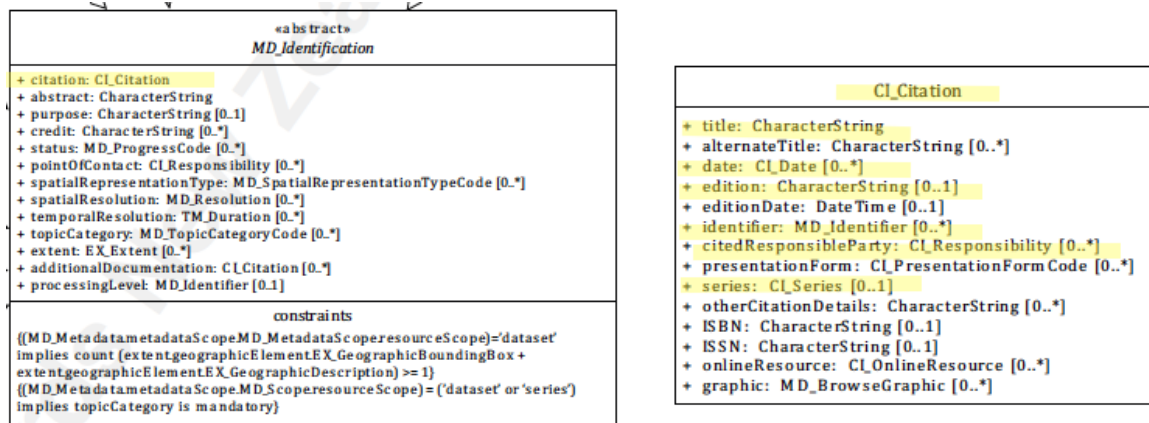 «abstract»
MD_Identification
+ citation: CI_Citation
+ abstract: CharacterString
+ purpose: CharacterString [0..1]
+ credit: CharacterString [0..*]
+ status: MD_ProgressCode [0..*]
+ pointOfContact: CI_Responsibility [0..*]
+ spatialRepresentationType: MD_SpatialRepresentationTypeCode [0..*]
+ spatialResolution: MD_Resolution [0..*]
+ temporalResolution: TM_Duration [0..*]
+ topicCategory: MD_TopicCategoryCode [0..*]
+ extent: EX_Extent [0..*]
+ additionalDocumentation: CI_Citation [0..*]
+ processingLevel: MD_Identifier [0..1]
constraints
{(MD_Metadata.metadataScope.MD_MetadataScope.resourceScope)='dataset'
implies count (extent.geographicElement.EX_GeographicBoundingBox +
extent.geographicElement.EX_GeographicDescription) >= 1}
{(MD_Metadata.metadataScope.MD_Scope.resourceScope) = ('dataset' or 'series')
implies topicCategory is mandatory}
CI_Citation
+ title: CharacterString
+ alternateTitle: CharacterString [0..*]
+ date: CI_Date [0..*]
+ edition: CharacterString [0..1]
+ editionDate: DateTime [0..1]
+ identifier: MD_Identifier [0..*]
+ citedResponsibleParty: CI_Responsibility [0..*]
+ presentationForm: CI_PresentationFormCode [0..*]
+ series: CI_Series [0..1]
+ otherCitationDetails: CharacterString [0..*]
+ ISBN: CharacterString [0..1]
+ ISSN: CharacterString [0..1]
+ onlineResource: CI_OnlineResource [0..*]
+ graphic: MD_BrowseGraphic [0..*]